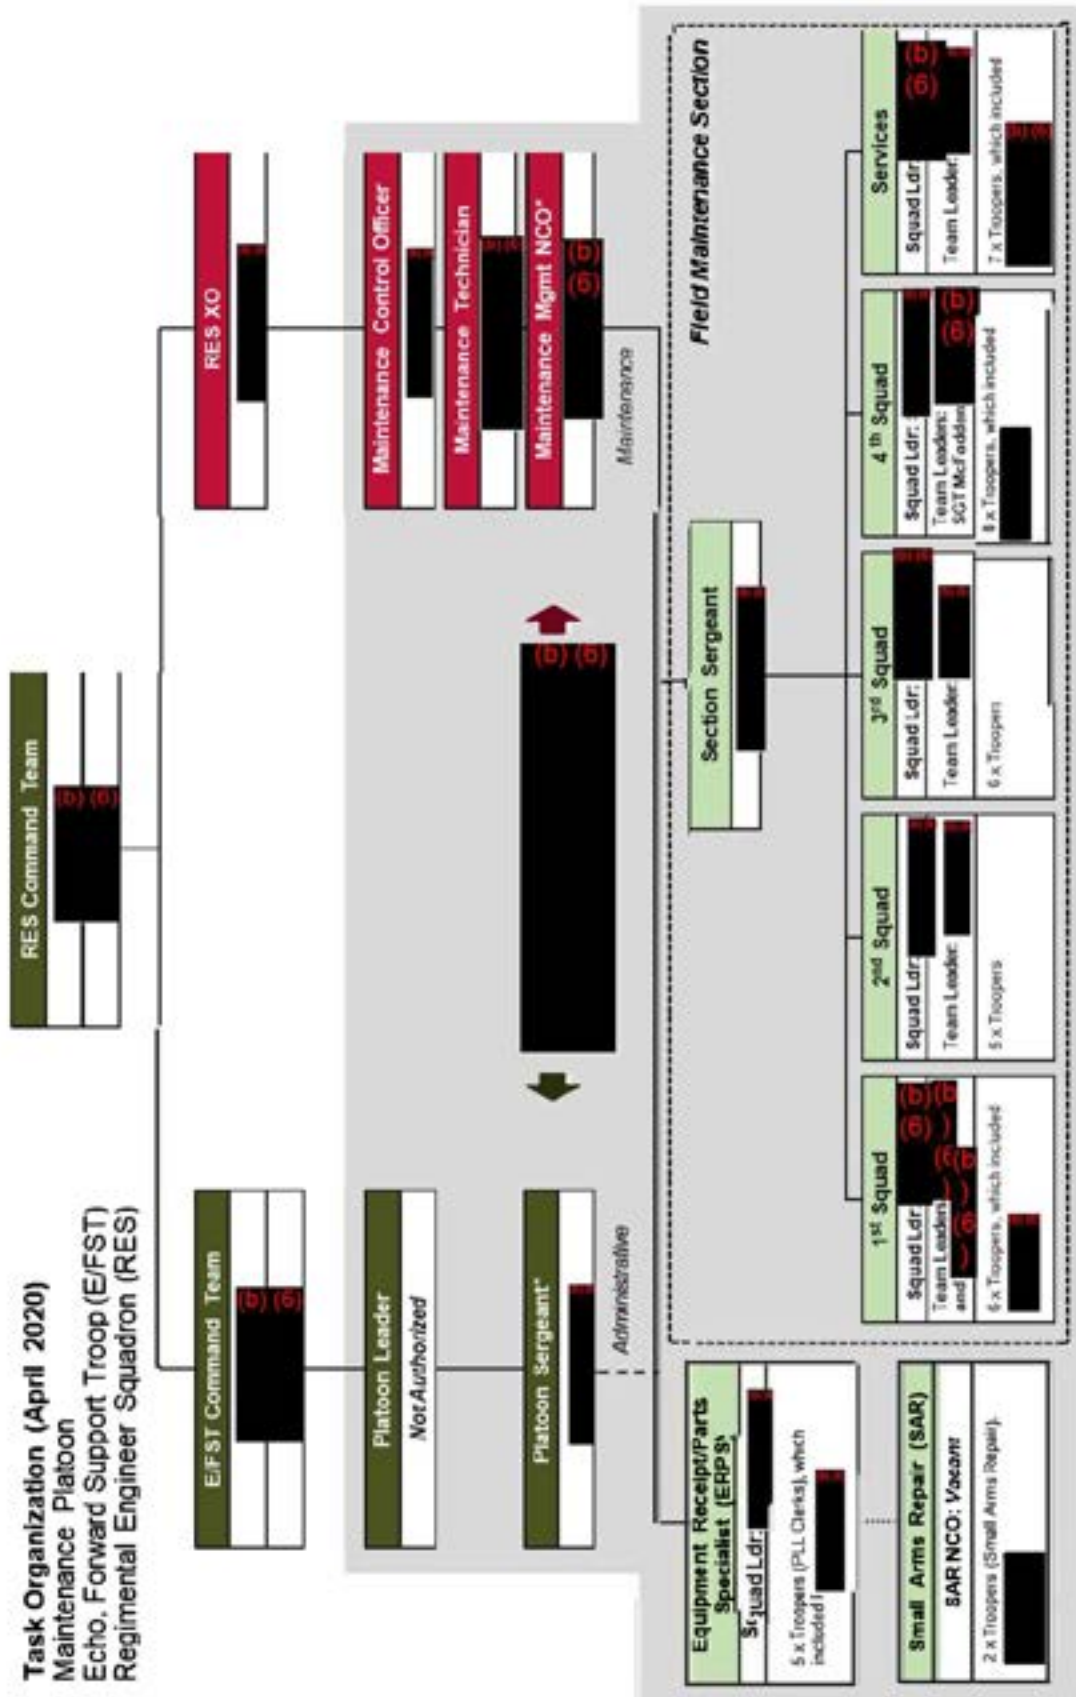 Task Organization (April 2020)
Maintenance Platoon
Echo, Forward Support Troop (E/FST)
Regimental Engineer Squadron (RES)
RES Command Team
(b) (6)
E/FST Command Team
(b) (6)
RES XO
Platoon Leader
Not Authorized
Maintenance Control Officer
Maintenance Technician
(b) (6)
Platoon Sergeant*
(b) (6)
Maintenance Mgmt NCO*
(b)
(6)
Administrative
Maintenance
Equipment Receipt/Parts
Specialist (ERPS)
Squad Ldr:
5 x Troopers (PLL Clerks), which
included
Small Arms Repair (SAR)
SAR NCO: Vacant
2 x Troopers (Small Arms Repair),
Field Maintenance Section
Section Sergeant
1st Squad
Squad Ldr:
(b)
(6)
Team Leaders
and
(b
)
(6
)
6 x Troopers, which included
2nd Squad
Squad Ldr:
Team Leader:
5 x Troopers
3rd Squad
Squad Ldr:
Team Leader:
6 x Troopers
4th Squad
Squad Ldr:
Team Leaders:
SGT McFadden
(b)
(6)
8 x Troopers, which included
Services
Squad Ldr:
(b)
(6)
Team Leader:
7 x Troopers, which included
(b) (6)